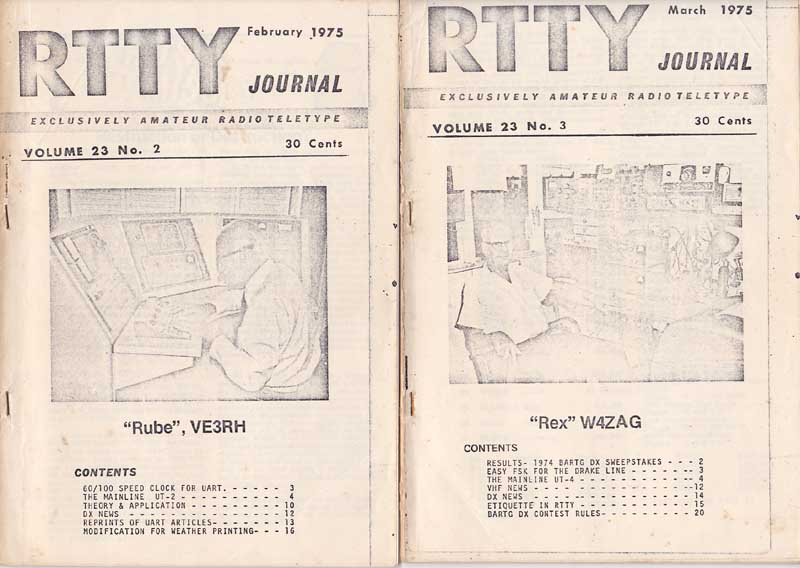 RTTY
February 1975
JOURNAL
EXCLUSIVELY AMATEUR RADIO TELETYPE
VOLUME 23 No. 2
30 Cents
"Rube", VE3RH
CONTENTS
60/100 SPEED CLOCK FOR UART. - - - - - - 3
THE MAINLINE UT-2 - - - - - - - - - - - 4
THEORY & APPLICATION - - - - - - - - - - 10
DX NEWS - - - - - - - - - - - - - - - - 12
REPRINTS OF UART ARTICLES- - - - - - - - 13
MODIFICATION FOR WEATHER PRINTING- - - 16
RTTY
March 1975
JOURNAL
EXCLUSIVELY AMATEUR RADIO TELETYPE
VOLUME 23 No. 3
30 Cents
"Rex" W4ZAG
CONTENTS
RESULTS- 1974 BARTG DX SWEEPSTAKES - - - 2
EASY FSK FOR THE DRAKE LINE - - - - - - - 3
THE MAINLINE UT-4 - - - - - - - - - - - - 4
VHF NEWS - - - - - - - - - - - - - - - - 12
DX NEWS - - - - - - - - - - - - - - - - 14
ETIQUETTE IN RTTY - - - - - - - - - - - 15
BARTG DX CONTEST RULES- - - - - - - - - 20